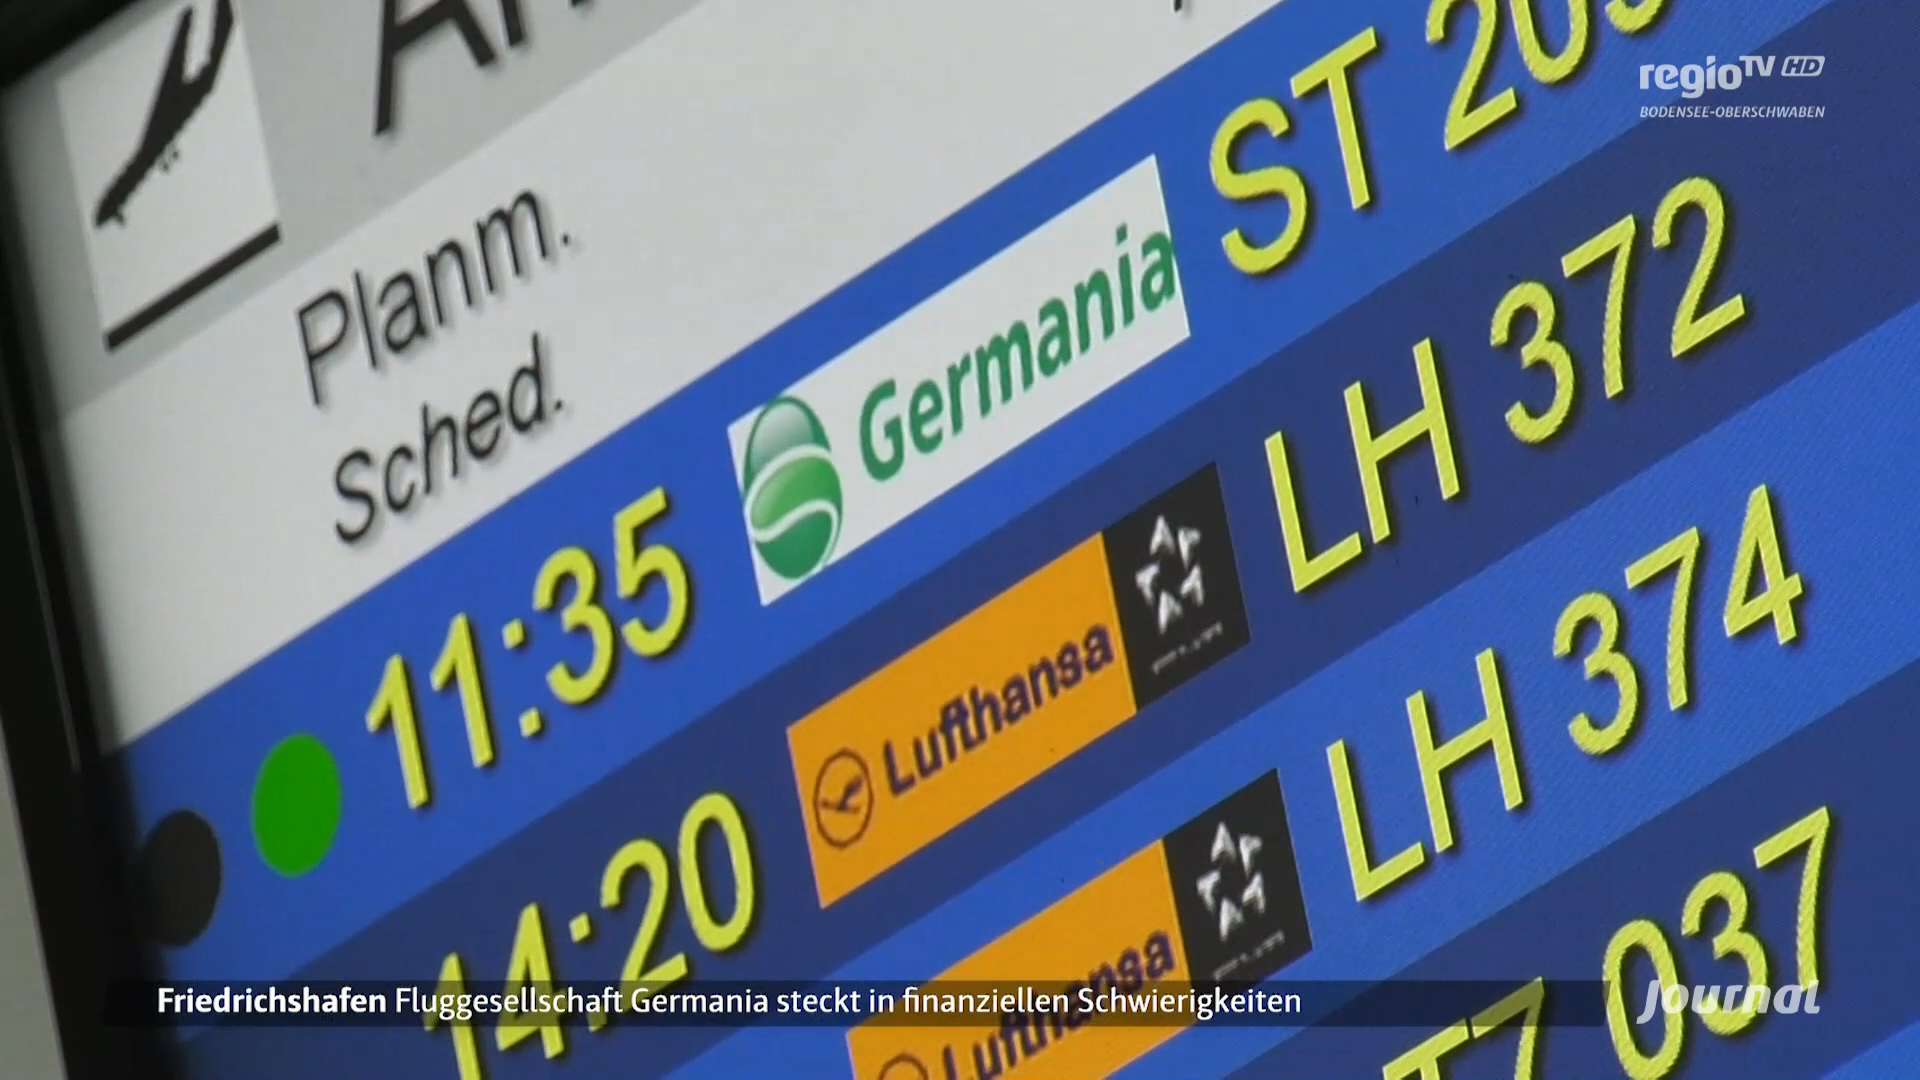 regioTV HD
BODENSEE-OBERSCHWABEN
Planm.
Sched.
11:35 Germania ST
14:20 Lufthansa LH 372
Lufthansa LH 374
037
Friedrichshafen Fluggesellschaft Germania steckt in finanziellen Schwierigkeiten
Journal